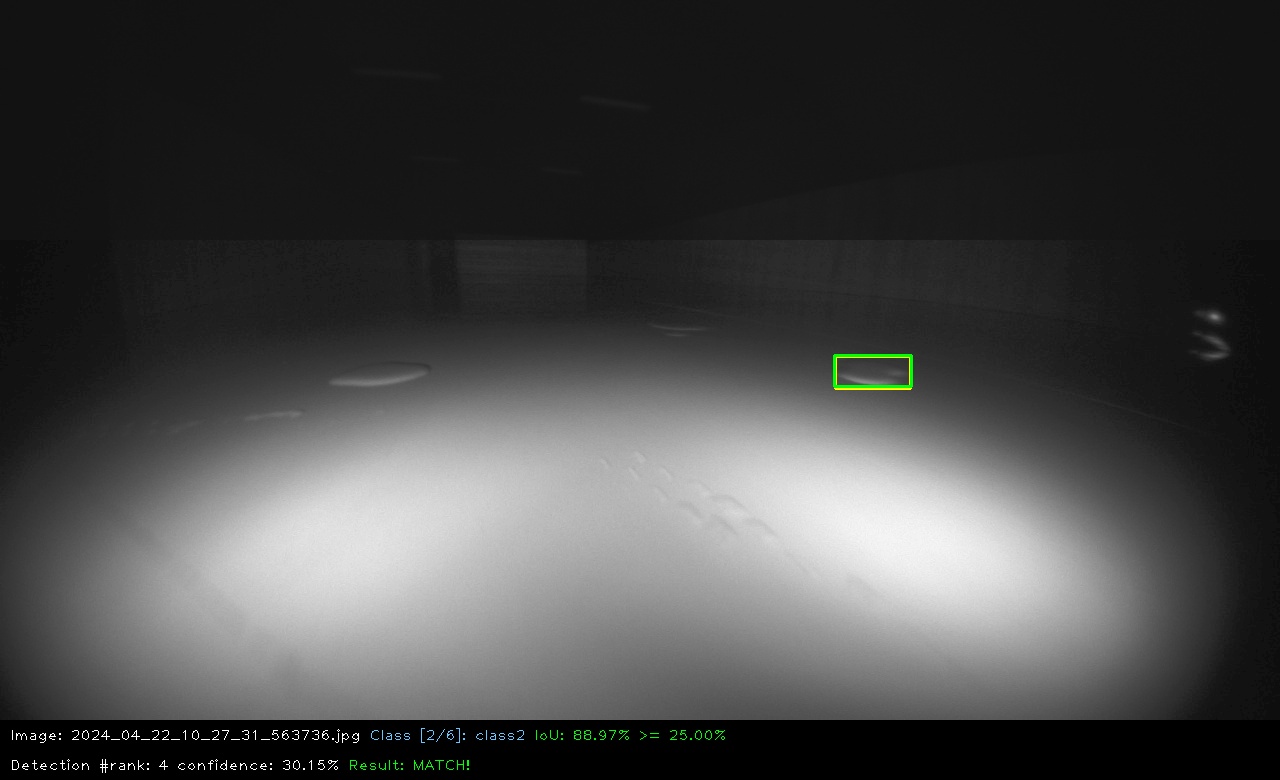 Image: 2024_04_22_10_27_31_563736.jpg Class [2/6]: class2 IoU: 88.97% >= 25.00%
Detection #rank: 4 confidence: 30.15% Result: MATCH!